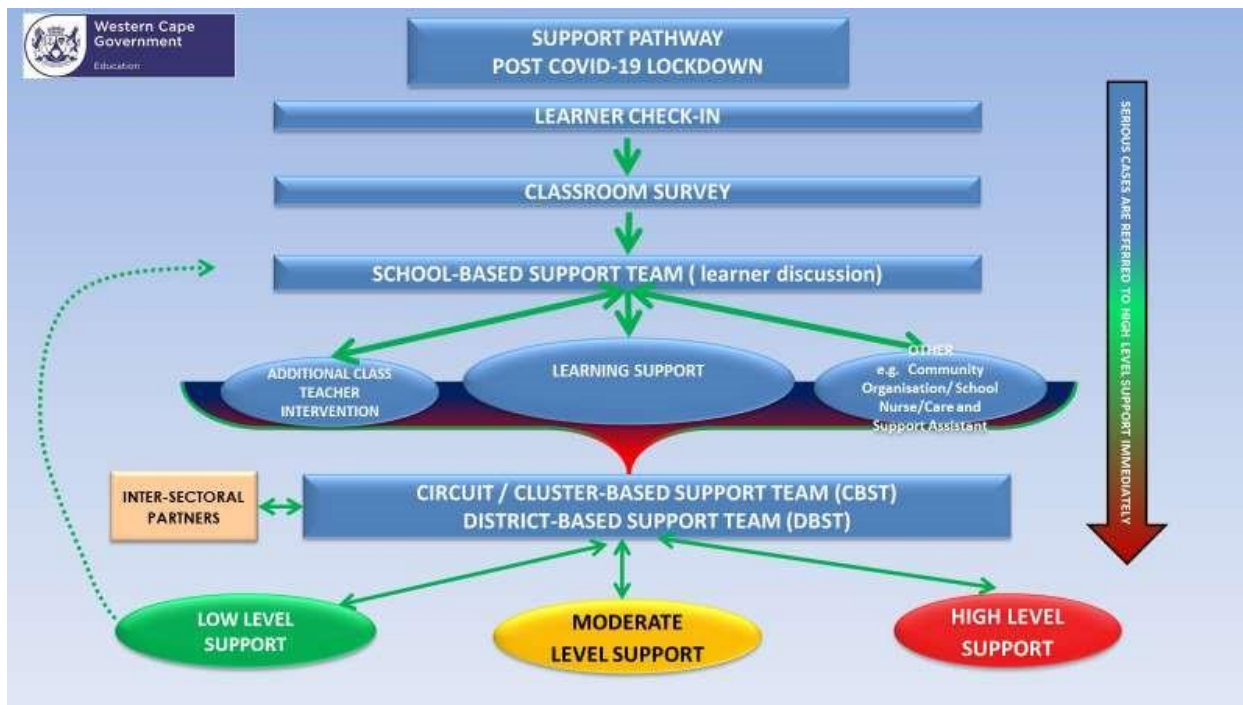 Western Cape
Government
Education
SUPPORT PATHWAY
POST COVID-19 LOCKDOWN
LEARNER CHECK-IN
CLASSROOM SURVEY
SCHOOL-BASED SUPPORT TEAM ( learner discussion)
ADDITIONAL CLASS
TEACHER
INTERVENTION
LEARNING SUPPORT
OTHER
e.g. Community
Organisation/ School
Nurse/Care and
Support Assistant
INTER-SECTORAL
PARTNERS
CIRCUIT / CLUSTER-BASED SUPPORT TEAM (CBST)
DISTRICT-BASED SUPPORT TEAM (DBST)
LOW LEVEL
SUPPORT
MODERATE
LEVEL SUPPORT
HIGH LEVEL
SUPPORT
SERIOUS CASES ARE REFERRED TO HIGH LEVEL SUPPORT IMMEDIATELY